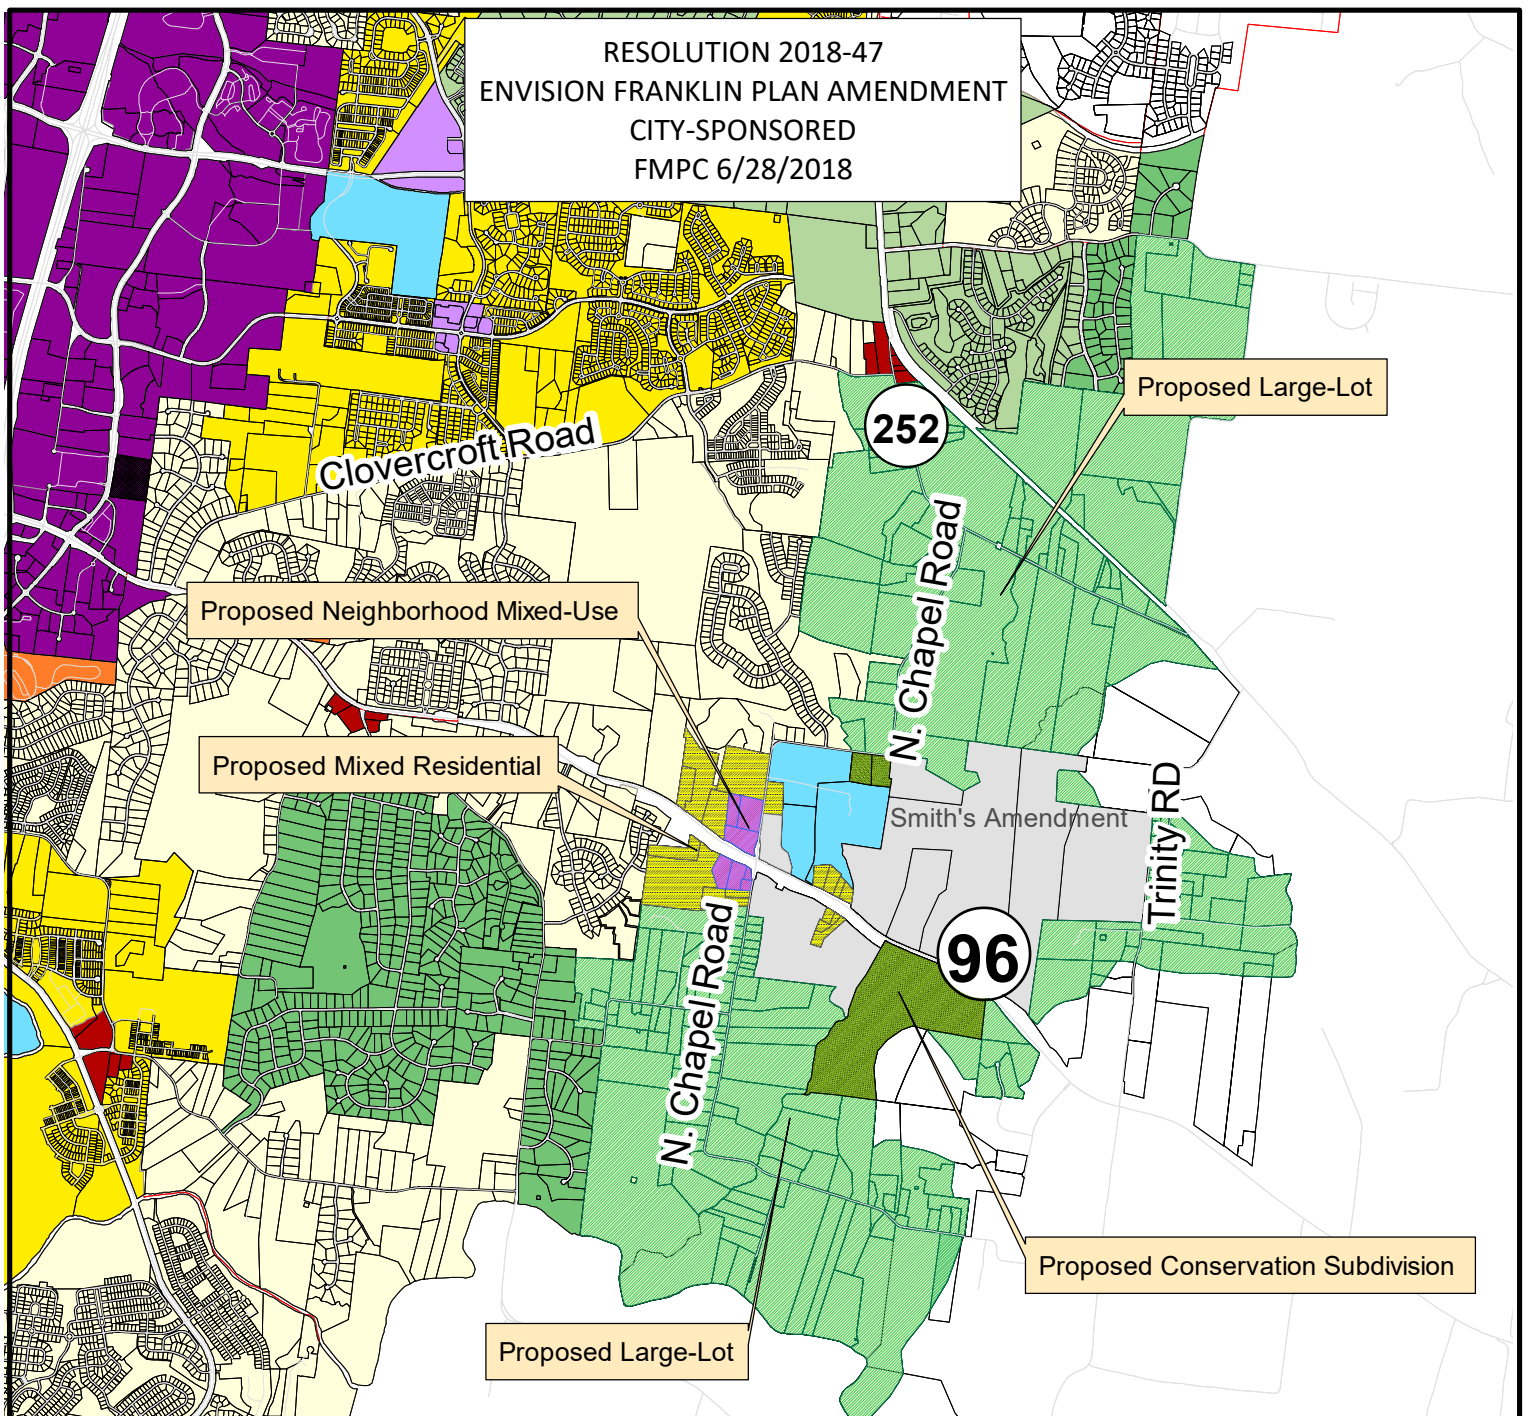 RESOLUTION 2018-47
ENVISION FRANKLIN PLAN AMENDMENT
CITY-SPONSORED
FMPC 6/28/2018
Proposed Large-Lot
252
Clovercroft Road
N. Chapel Road
Proposed Neighborhood Mixed-Use
Proposed Mixed Residential
Smith's Amendment
Trinity RD
96
N. Chapel Road
Proposed Conservation Subdivision
Proposed Large-Lot